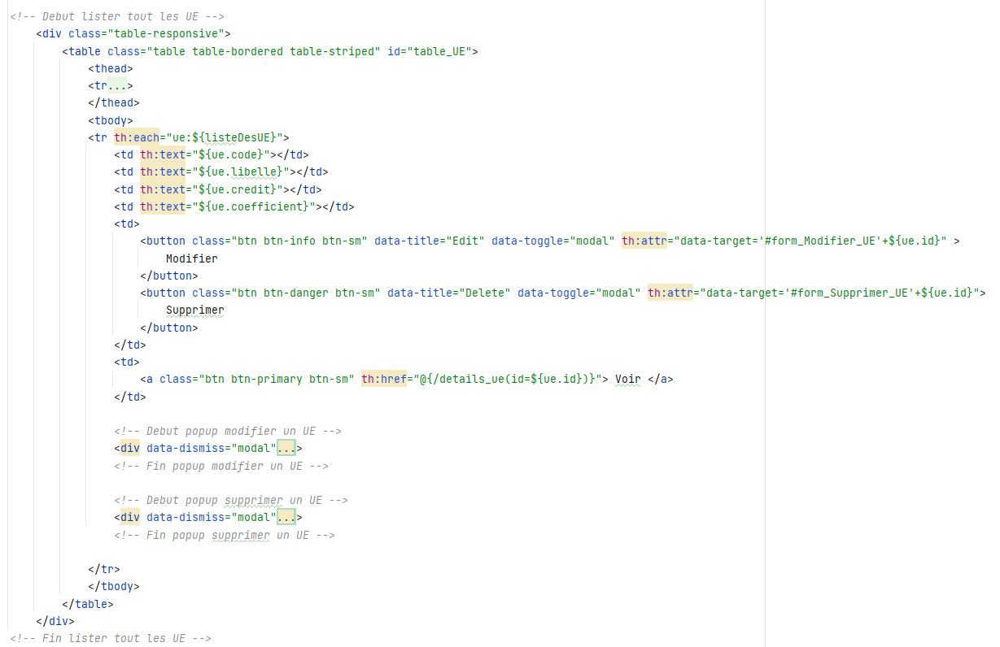 <!-- Debut lister tout les UE -->
<div class="table-responsive">
<table class="table table-bordered table-striped" id="table_UE">
<thead>
<tr...>
</thead>
<tbody>
<tr th:each="ue:${listeDesUE}">
<td th:text="${ue.code}"></td>
<td th:text="${ue.libelle}"></td>
<td th:text="${ue.credit}"></td>
<td th:text="${ue.coefficient}"></td>
<td>
<button class="btn btn-info btn-sm" data-title="Edit" data-toggle="modal" th:attr="data-target='#form_Modifier_UE'+${ue.id}" >
Modifier
</button>
<button class="btn btn-danger btn-sm" data-title="Delete" data-toggle="modal" th:attr="data-target='#form_Supprimer_UE'+${ue.id}">
Supprimer
</button>
</td>
<td>
<a class="btn btn-primary btn-sm" th:href="@{/details_ue(id=${ue.id})}"> Voir </a>
</td>
<!-- Debut popup modifier un UE -->
<div data-dismiss="modal"...>
<!-- Fin popup modifier un UE -->
<!-- Debut popup supprimer un UE -->
<div data-dismiss="modal"...>
<!-- Fin popup supprimer un UE -->
</tr>
</tbody>
</table>
</div>
<!-- Fin lister tout les UE -->